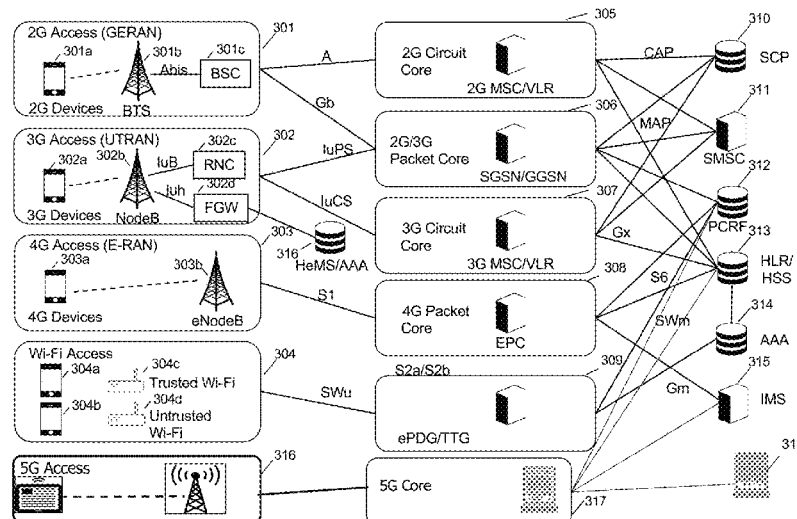 2G Access (GERAN)
301a
301b
301c
301
Abis
BSC
2G Devices
BTS
A
Gb
305
2G Circuit
Core
2G MSC/VLR
CAP
310
SCP
3G Access (UTRAN)
302a
302b
302c
302
IuB
RNC
Iuh
302d
FGW
3G Devices
NodeB
IuPS
IuCS
306
2G/3G
Packet Core
SGSN/GGSN
MAP
311
SMSC
316
HeMS/AAA
307
3G Circuit
Core
3G MSC/VLR
Gx
312
PCRF
313
HLR/
HSS
4G Access (E-RAN)
303a
303b
303
4G Devices
eNodeB
S1
308
4G Packet
Core
EPC
S6
SWm
314
AAA
Wi-Fi Access
304a
304b
304c
Trusted Wi-Fi
304d
Untrusted
Wi-Fi
304
SWu
S2a/S2b
309
ePDG/TTG
Gm
315
IMS
5G Access
316
5G Core
317
31